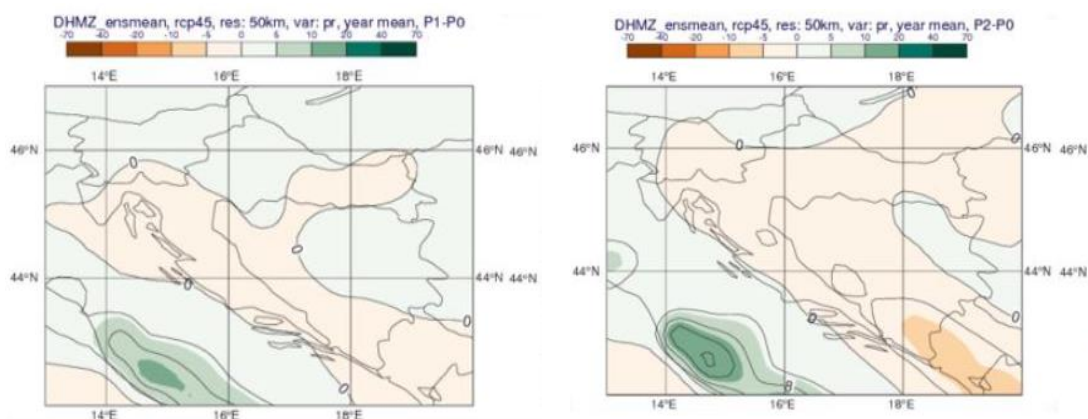 DHMZ_ensmean, rcp45, res: 50km, var: pr, year mean, P1-P0
-70 -40 -20 -10 -5 0 5 10 20 40 70
14°E 16°E 18°E
46°N 46°N
44°N 44°N
0 0 0 0 0
14°E 16°E 18°E
DHMZ_ensmean, rcp45, res: 50km, var: pr, year mean, P2-P0
-70 -40 -20 -10 -5 0 5 10 20 40 70
14°E 16°E 18°E
46°N 46°N
44°N 44°N
0 0 0 0 0
14°E 16°E 18°E